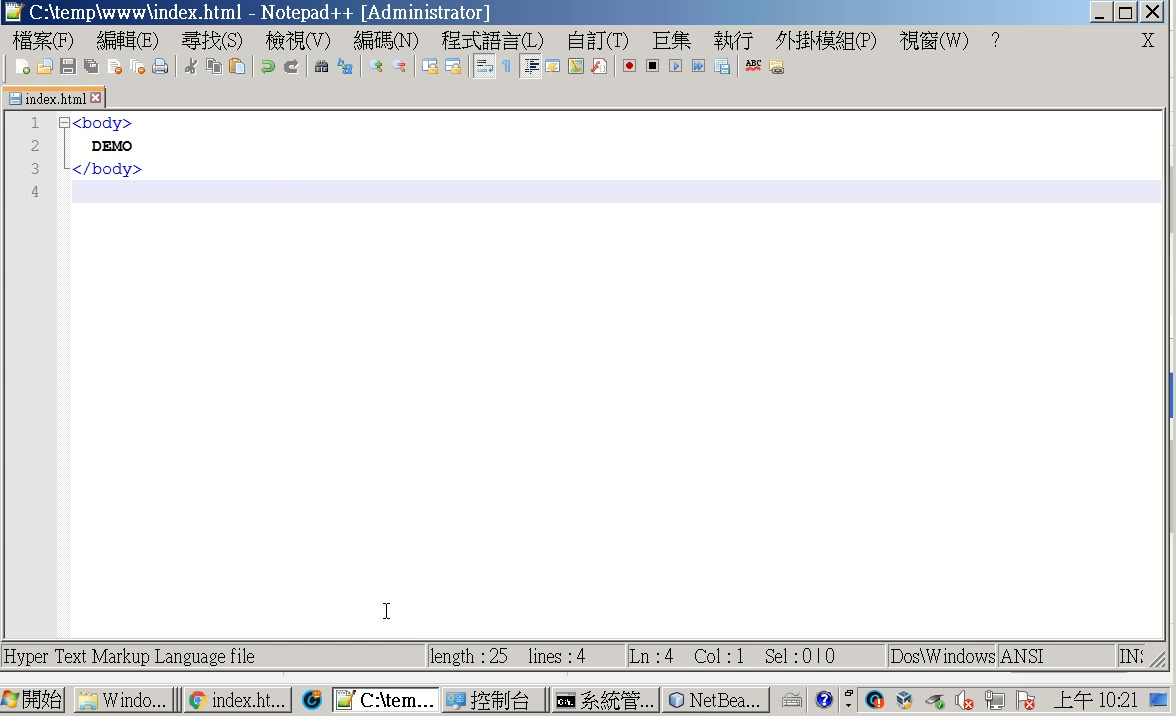 C:\temp\www\index.html - Notepad++ [Administrator]
檔案(F) 編輯(E) 尋找(S) 檢視(V) 編碼(N) 程式語言(L) 自訂(T) 巨集 執行 外掛模組(P) 視窗(W) ? X
ABC
index.html
1 <body>
2 DEMO
3 </body>
4
Hyper Text Markup Language file length : 25 lines : 4 Ln : 4 Col : 1 Sel : 0 | 0 Dos\Windows ANSI INS
開始 Windo... index.ht... C:\tem... 控制台 系統管... NetBea... 上午 10:21